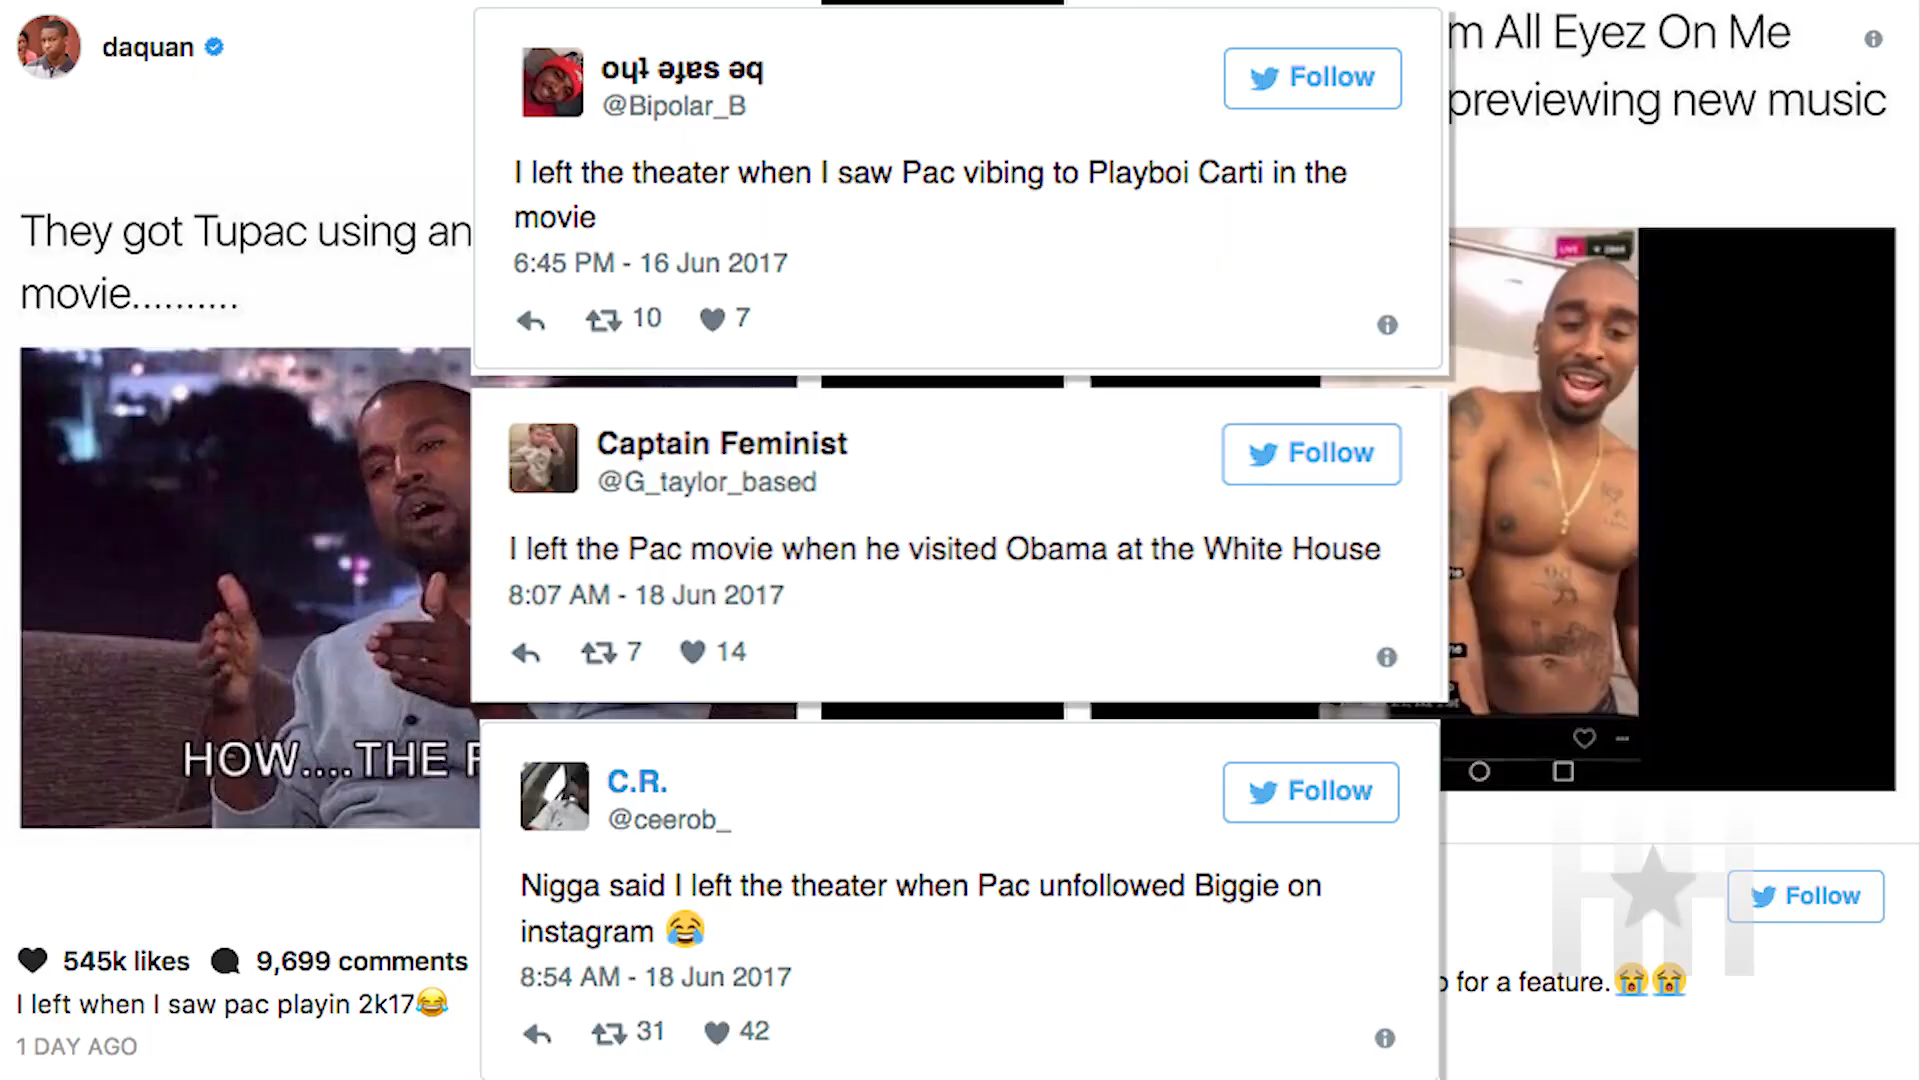 daquan
They got Tupac using an
movie..........
HOW....THE F
545k likes 9,699 comments
I left when I saw pac playin 2k17😂
1 DAY AGO
oɥʇ ǝɟɐs ǝq
@Bipolar_B
Follow
I left the theater when I saw Pac vibing to Playboi Carti in the
movie
6:45 PM - 16 Jun 2017
10 7
Captain Feminist
@G_taylor_based
Follow
I left the Pac movie when he visited Obama at the White House
8:07 AM - 18 Jun 2017
7 14
C.R.
@ceerob_
Follow
Nigga said I left the theater when Pac unfollowed Biggie on
instagram 😂
8:54 AM - 18 Jun 2017
31 42
m All Eyez On Me
previewing new music
LIVE
Follow
for a feature.😭😭